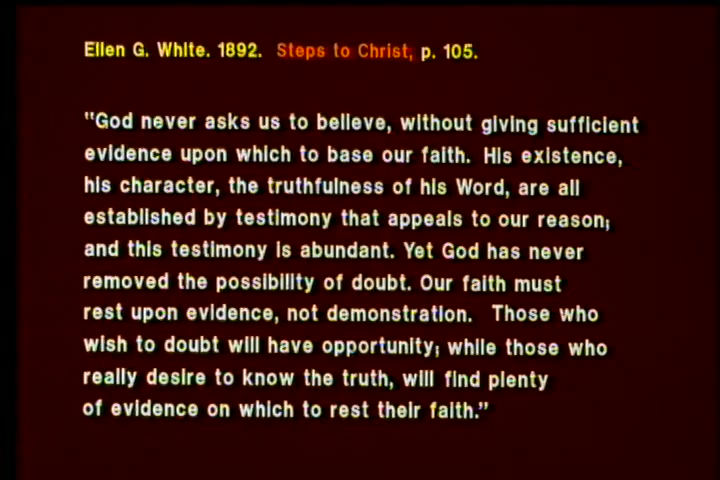 Ellen G. White. 1892. Steps to Christ, p. 105.
"God never asks us to believe, without giving sufficient
evidence upon which to base our faith. His existence,
his character, the truthfulness of his Word, are all
established by testimony that appeals to our reason;
and this testimony is abundant. Yet God has never
removed the possibility of doubt. Our faith must
rest upon evidence, not demonstration. Those who
wish to doubt will have opportunity; while those who
really desire to know the truth, will find plenty
of evidence on which to rest their faith."